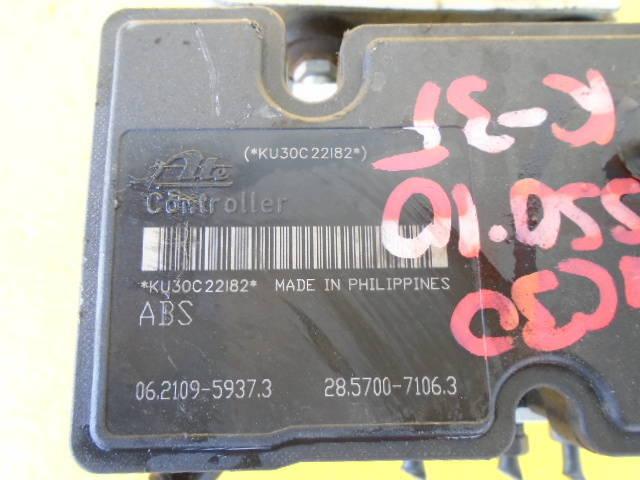 (*KU30C22182*)
Ate
Controller
*KU30C22182* MADE IN PHILIPPINES
ABS
06.2109-5937.3 28.5700-7106.3